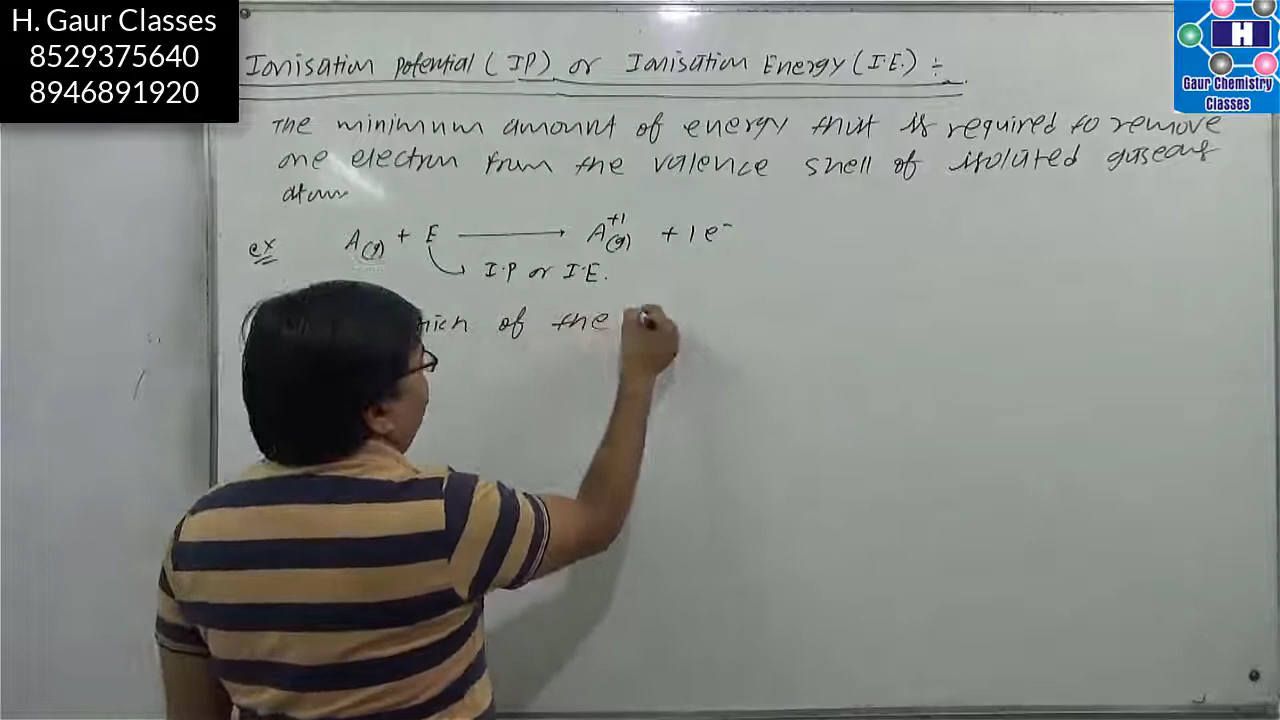 H. Gaur Classes
8529375640
8946891920
H
Gaur Chemistry
Classes
Ionisation Potential (IP) or Ionisation Energy (I.E.) ÷
The minimum amount of energy that is required to remove
one electron from the valence shell of isolated gaseous
atom
ex A(g) + E ⟶ A(g)⁺¹ + 1 e⁻
I.P or I.E.
of the